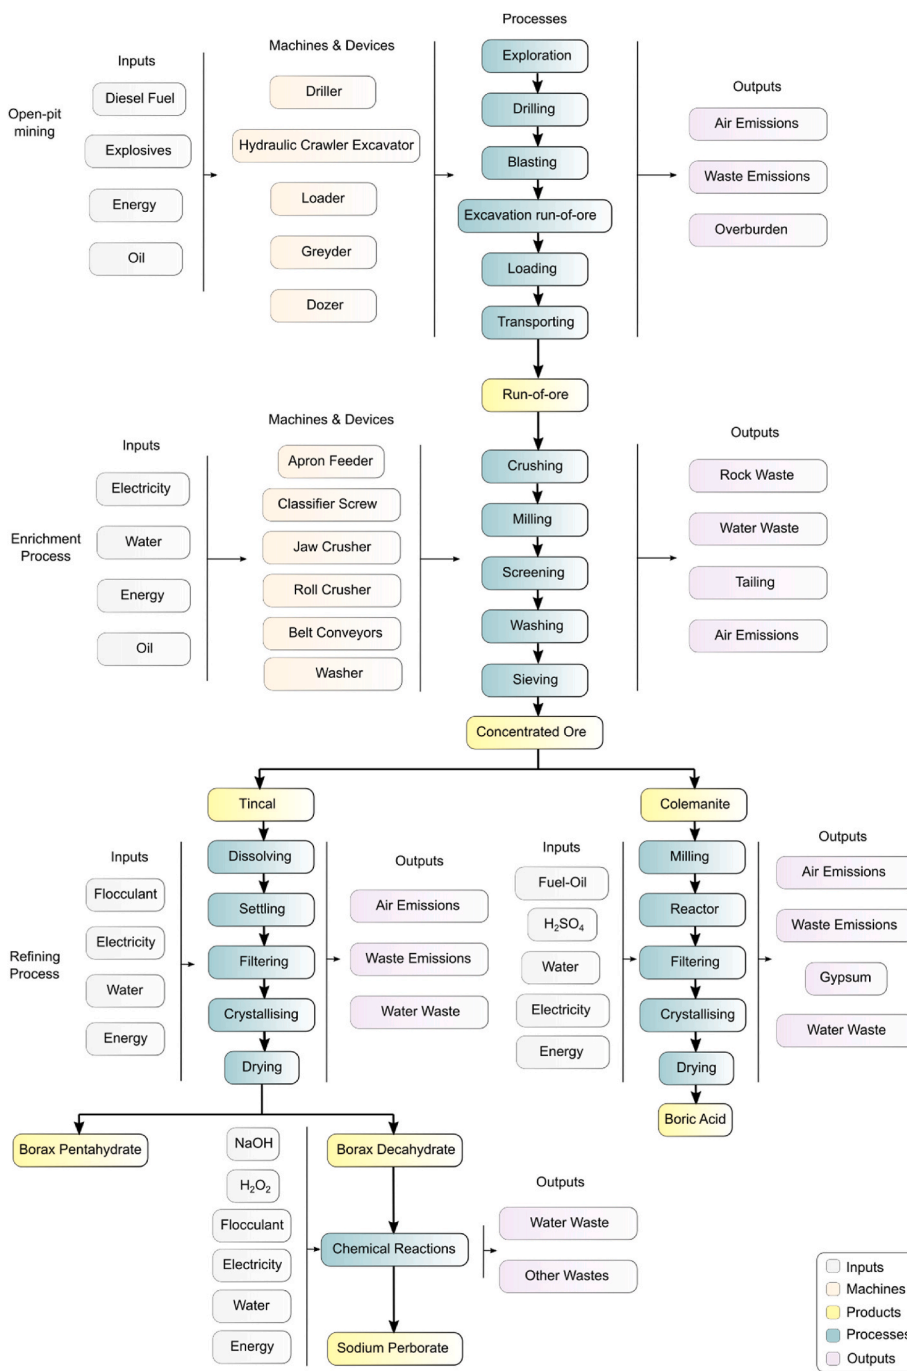 Processes
Machines & Devices
Inputs
Outputs
Open-pit
mining
Diesel Fuel
Explosives
Energy
Oil
Driller
Hydraulic Crawler Excavator
Loader
Greyder
Dozer
Exploration
Drilling
Blasting
Excavation run-of-ore
Loading
Transporting
Air Emissions
Waste Emissions
Overburden
Run-of-ore
Enrichment
Process
Inputs
Electricity
Water
Energy
Oil
Machines & Devices
Apron Feeder
Classifier Screw
Jaw Crusher
Roll Crusher
Belt Conveyors
Washer
Crushing
Milling
Screening
Washing
Sieving
Outputs
Rock Waste
Water Waste
Tailing
Air Emissions
Concentrated Ore
Refining
Process
Tincal
Inputs
Flocculant
Electricity
Water
Energy
Dissolving
Settling
Filtering
Crystallising
Drying
Outputs
Air Emissions
Waste Emissions
Water Waste
Colemanite
Inputs
Fuel-Oil
H₂SO₄
Water
Electricity
Energy
Milling
Reactor
Filtering
Crystallising
Drying
Outputs
Air Emissions
Waste Emissions
Gypsum
Water Waste
Boric Acid
Borax Pentahydrate
Borax Decahydrate
NaOH
H₂O₂
Flocculant
Electricity
Water
Energy
Chemical Reactions
Outputs
Water Waste
Other Wastes
Sodium Perborate
Inputs
Machines
Products
Processes
Outputs